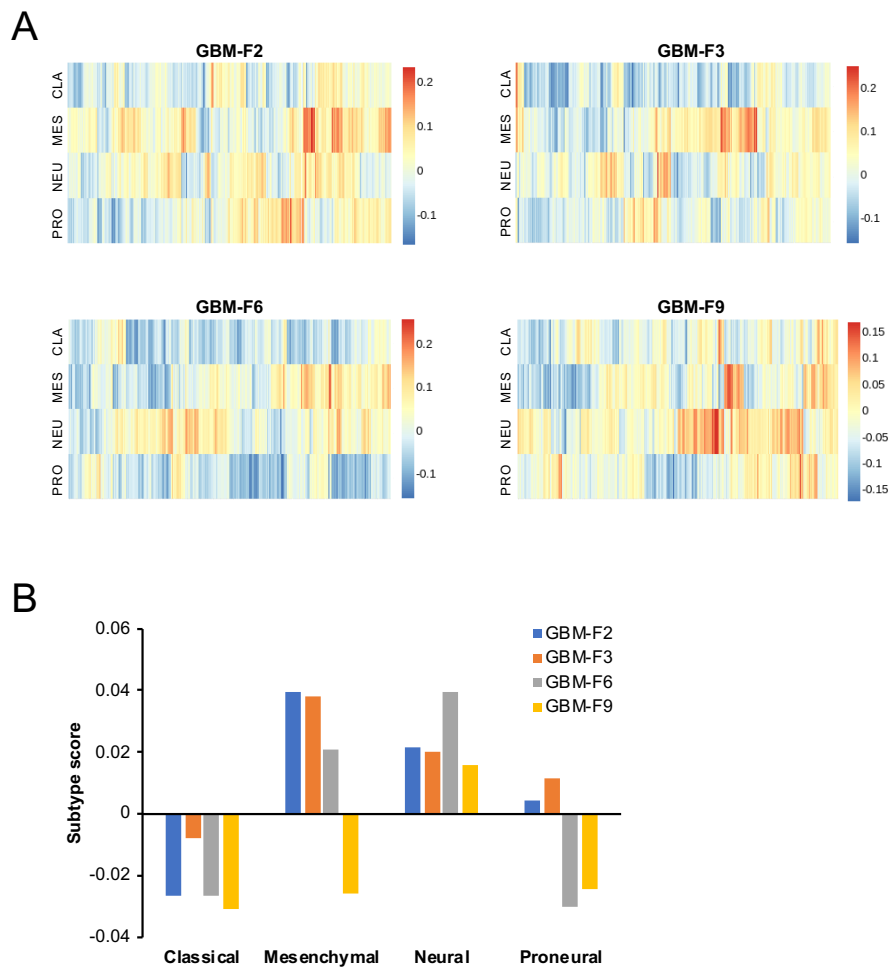 A
GBM-F2
CLA
MES
NEU
PRO
0.2
0.1
0
-0.1
GBM-F3
CLA
MES
NEU
PRO
0.2
0.1
0
-0.1
GBM-F6
CLA
MES
NEU
PRO
0.2
0.1
0
-0.1
GBM-F9
CLA
MES
NEU
PRO
0.15
0.1
0.05
0
-0.05
-0.1
-0.15
B
Subtype score
0.06
0.04
0.02
0
-0.02
-0.04
GBM-F2
GBM-F3
GBM-F6
GBM-F9
Classical Mesenchymal Neural Proneural